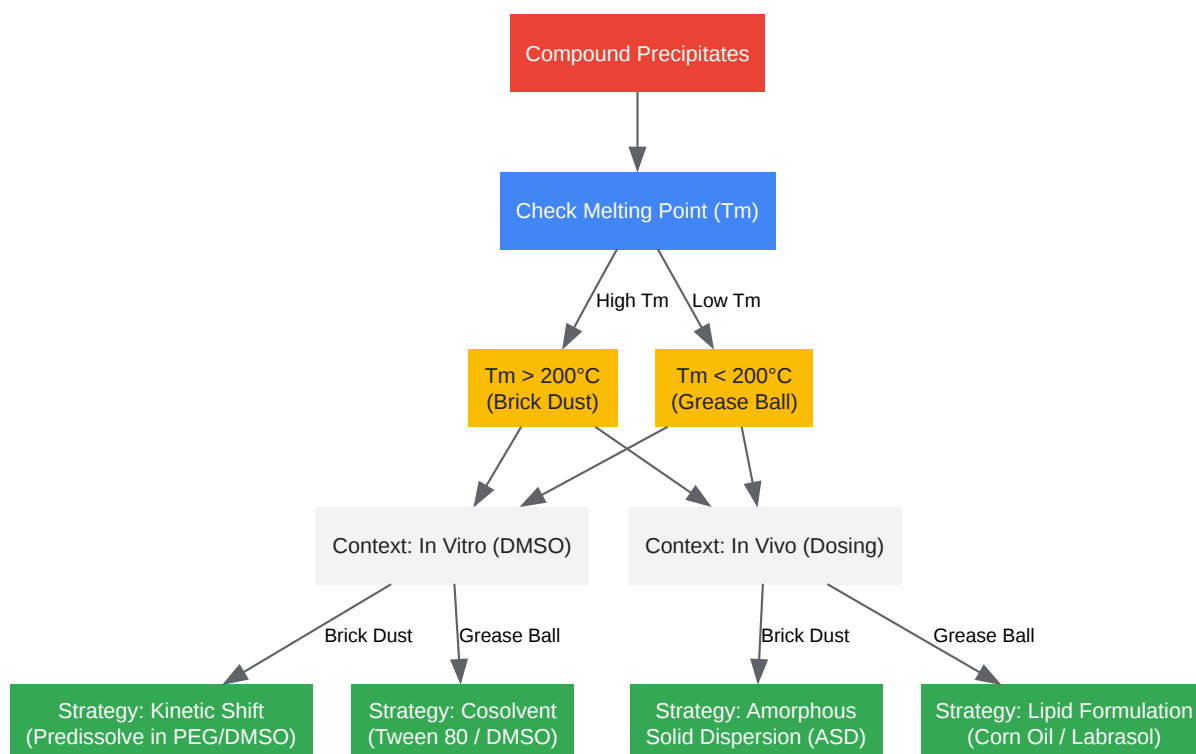 Compound Precipitates
Check Melting Point (Tm)
High Tm
Low Tm
Tm > 200°C
(Brick Dust)
Tm < 200°C
(Grease Ball)
Context: In Vitro (DMSO)
Context: In Vivo (Dosing)
Brick Dust
Grease Ball
Brick Dust
Grease Ball
Strategy: Kinetic Shift
(Predissolve in PEG/DMSO)
Strategy: Cosolvent
(Tween 80 / DMSO)
Strategy: Amorphous
Solid Dispersion (ASD)
Strategy: Lipid Formulation
(Corn Oil / Labrasol)